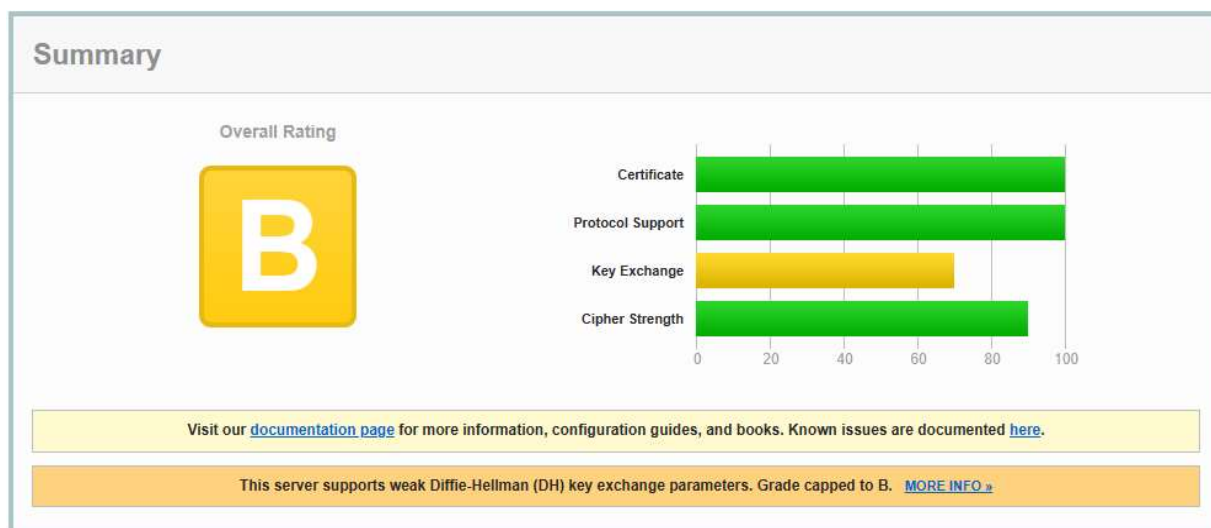 Summary
Overall Rating
B
Certificate
Protocol Support
Key Exchange
Cipher Strength
0 20 40 60 80 100
Visit our documentation page for more information, configuration guides, and books. Known issues are documented here.
This server supports weak Diffie-Hellman (DH) key exchange parameters. Grade capped to B. MORE INFO »